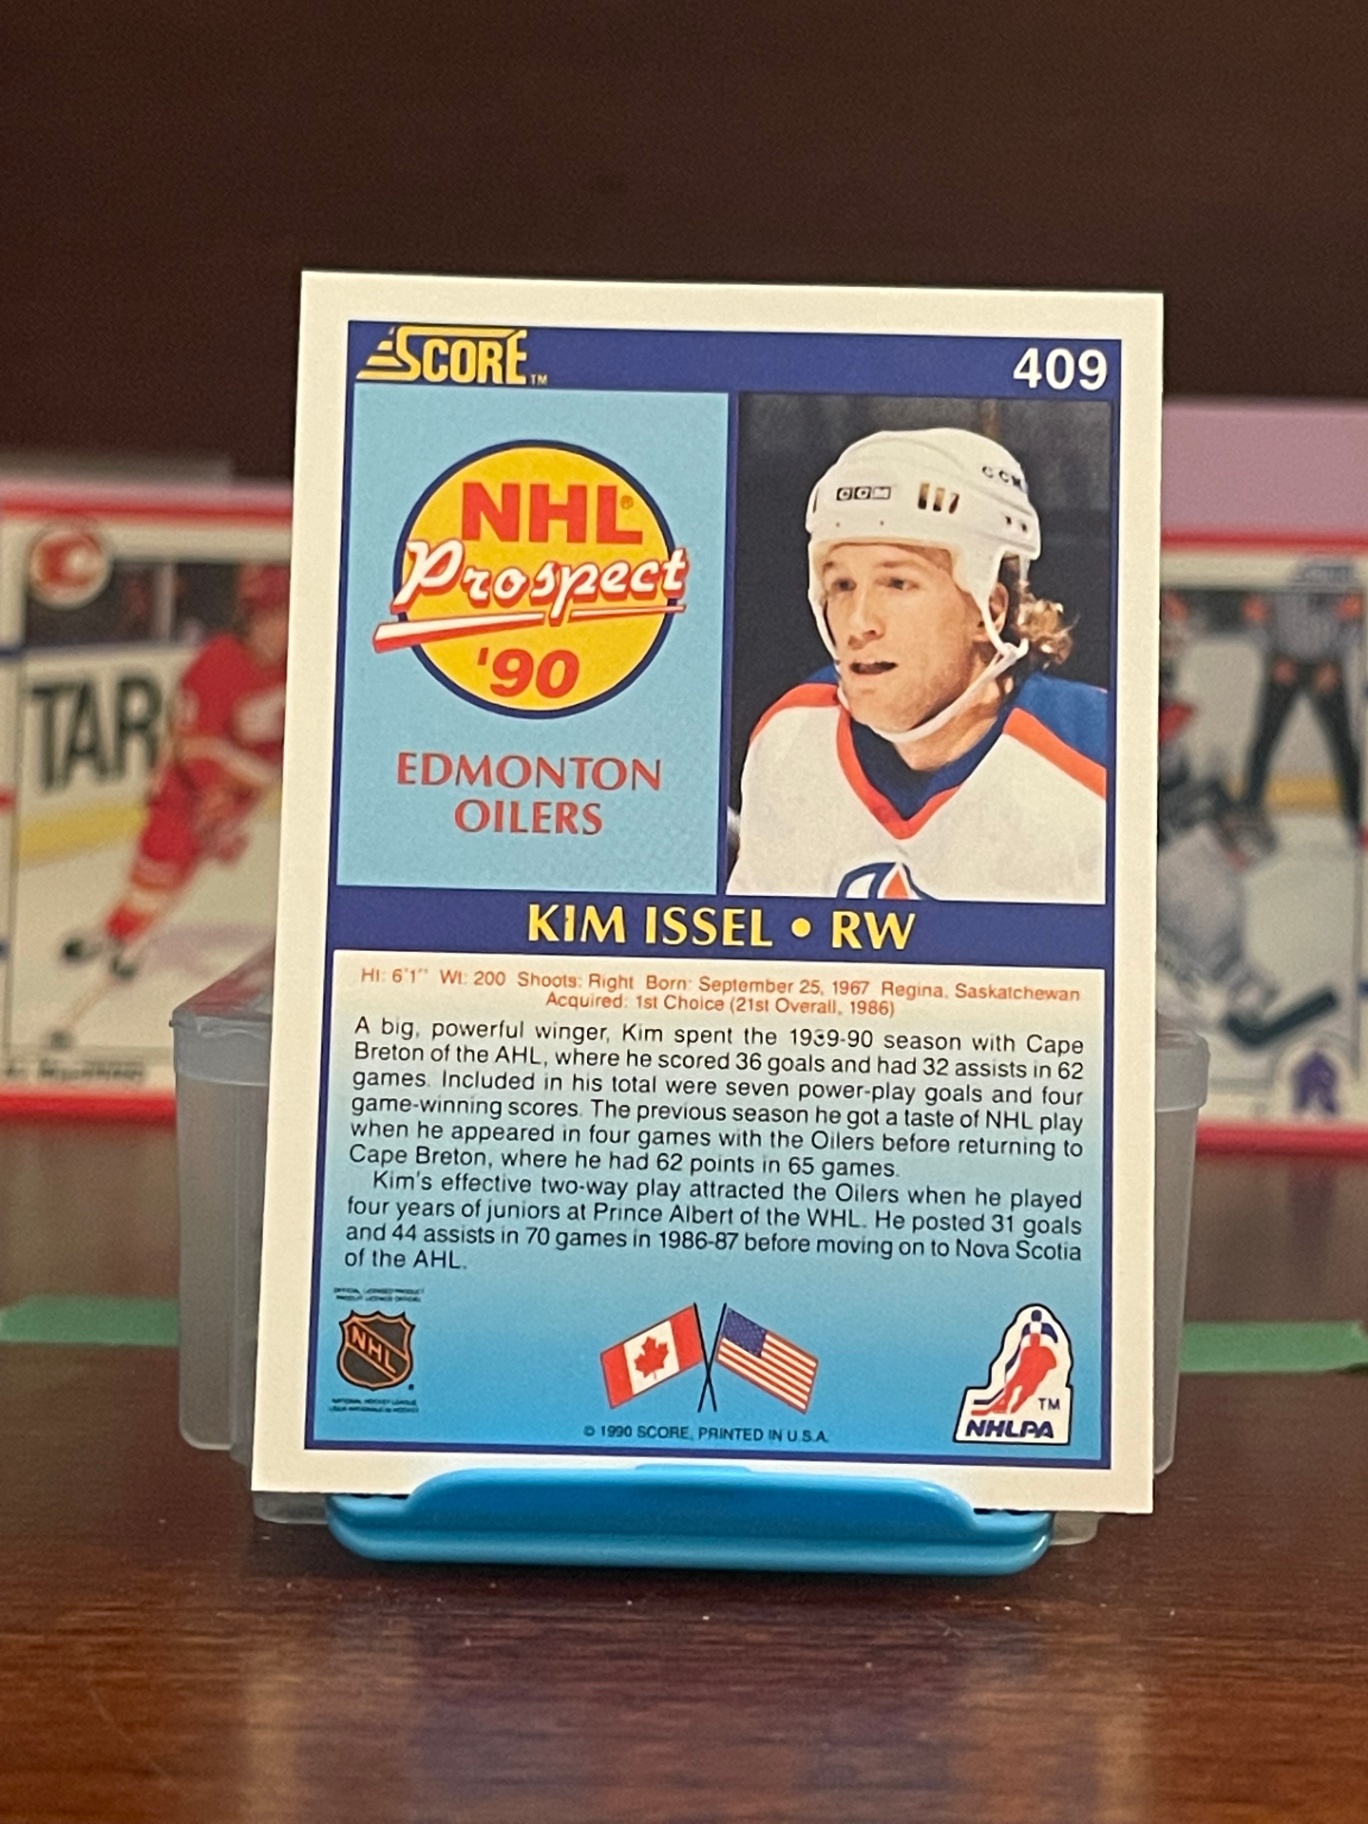 SCORE™
409
CCM
CCM
NHL®
Prospect
'90
EDMONTON
OILERS
KIM ISSEL • RW
Ht: 6'1" Wt: 200 Shoots: Right Born: September 25, 1967 Regina, Saskatchewan
Acquired: 1st Choice (21st Overall, 1986)
A big, powerful winger, Kim spent the 1989-90 season with Cape
Breton of the AHL, where he scored 36 goals and had 32 assists in 62
games. Included in his total were seven power-play goals and four
game-winning scores. The previous season he got a taste of NHL play
when he appeared in four games with the Oilers before returning to
Cape Breton, where he had 62 points in 65 games.
Kim's effective two-way play attracted the Oilers when he played
four years of juniors at Prince Albert of the WHL. He posted 31 goals
and 44 assists in 70 games in 1986-87 before moving on to Nova Scotia
of the AHL.
NHL
TM
NHLPA
© 1990 SCORE, PRINTED IN U.S.A.
TAR